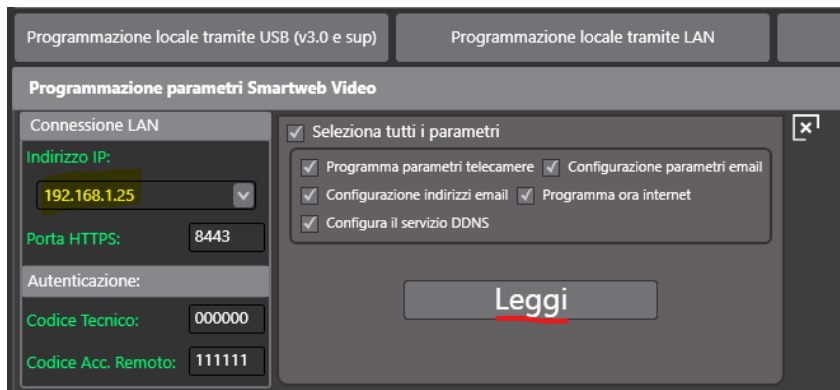 Programmazione locale tramite USB (v3.0 e sup)
Programmazione locale tramite LAN
Programmazione parametri Smartweb Video
Connessione LAN
Indirizzo IP:
192.168.1.25
Porta HTTPS: 8443
Autenticazione:
Codice Tecnico: 000000
Codice Acc. Remoto: 111111
Seleziona tutti i parametri
Programma parametri telecamere Configurazione parametri email
Configurazione indirizzi email Programma ora internet
Configura il servizio DDNS
Leggi